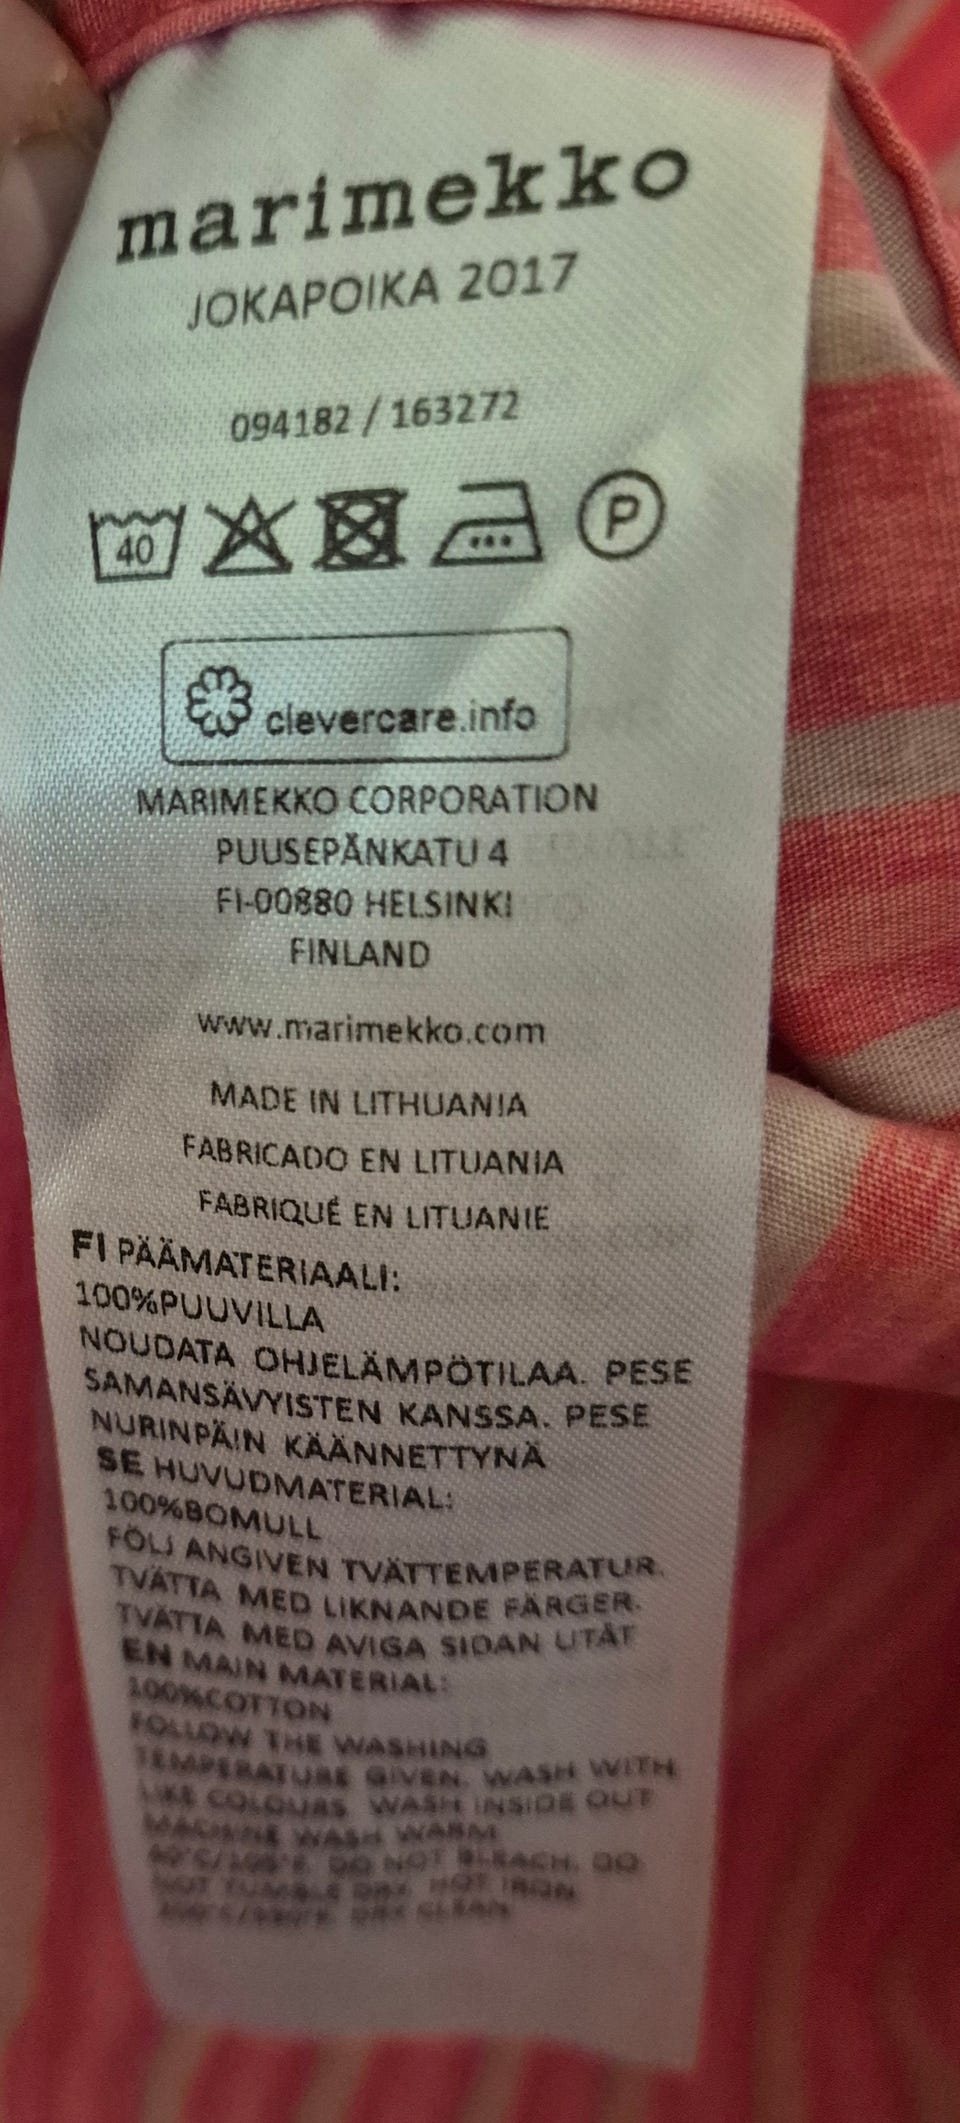 marimekko
JOKAPOIKA 2017
094182 / 163272
40 P
clevercare.info
MARIMEKKO CORPORATION
PUUSEPÄNKATU 4
FI-00880 HELSINKI
FINLAND
www.marimekko.com
MADE IN LITHUANIA
FABRICADO EN LITUANIA
FABRIQUÉ EN LITUANIE
FI PÄÄMATERIAALI:
100%PUUVILLA
NOUDATA OHJELÄMPÖTILAA. PESE
SAMANSÄVYISTEN KANSSA. PESE
NURINPÄIN KÄÄNNETTYNÄ
SE HUVUDMATERIAL:
100%BOMULL
FÖLJ ANGIVEN TVÄTTEMPERATUR.
TVÄTTA MED LIKNANDE FÄRGER.
TVÄTTA MED AVIGA SIDAN UTÅT
EN MAIN MATERIAL:
100%COTTON
FOLLOW THE WASHING
TEMPERATURE GIVEN. WASH WITH
LIKE COLOURS. WASH INSIDE OUT
MACHINE WASH WARM
DO NOT BLEACH. DO
NOT TUMBLE DRY. HOT IRON
DRY CLEAN